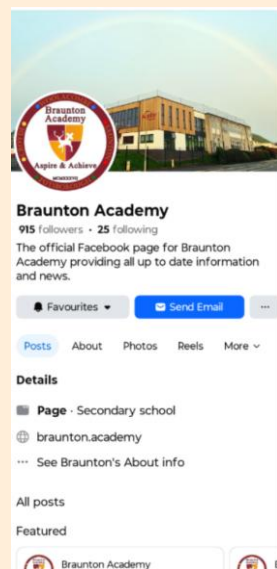 Braunton
Academy
Aspire & Achieve
MCMXXXVII
Braunton Academy
915 followers • 25 following
The official Facebook page for Braunton
Academy providing all up to date information
and news.
Favourites
Send Email
Posts About Photos Reels More
Details
Page · Secondary school
braunton.academy
See Braunton's About info
All posts
Featured
Braunton Academy